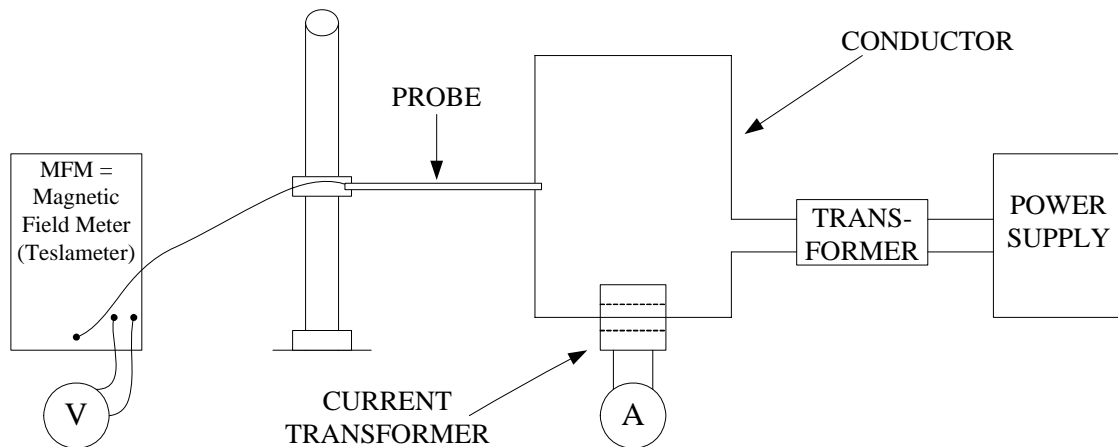 CONDUCTOR
PROBE
MFM =
Magnetic
Field Meter
(Teslameter)
TRANS-
FORMER
POWER
SUPPLY
V
CURRENT
TRANSFORMER
A